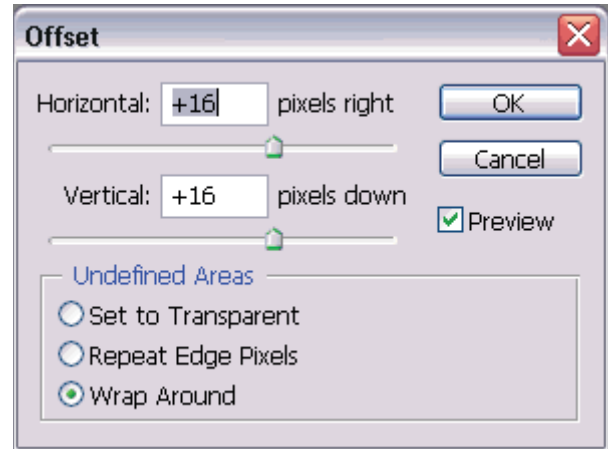 Offset
Horizontal: +16 pixels right
OK
Cancel
Vertical: +16 pixels down
Preview
Undefined Areas
Set to Transparent
Repeat Edge Pixels
Wrap Around